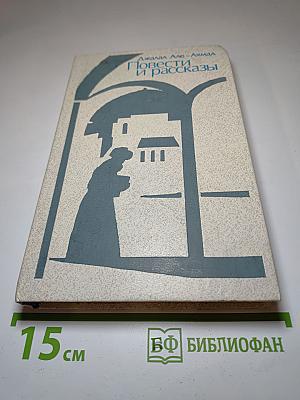 Джалал Але-Ахмад
Повести
и рассказы
15 см
БФ БИБЛИОФАН